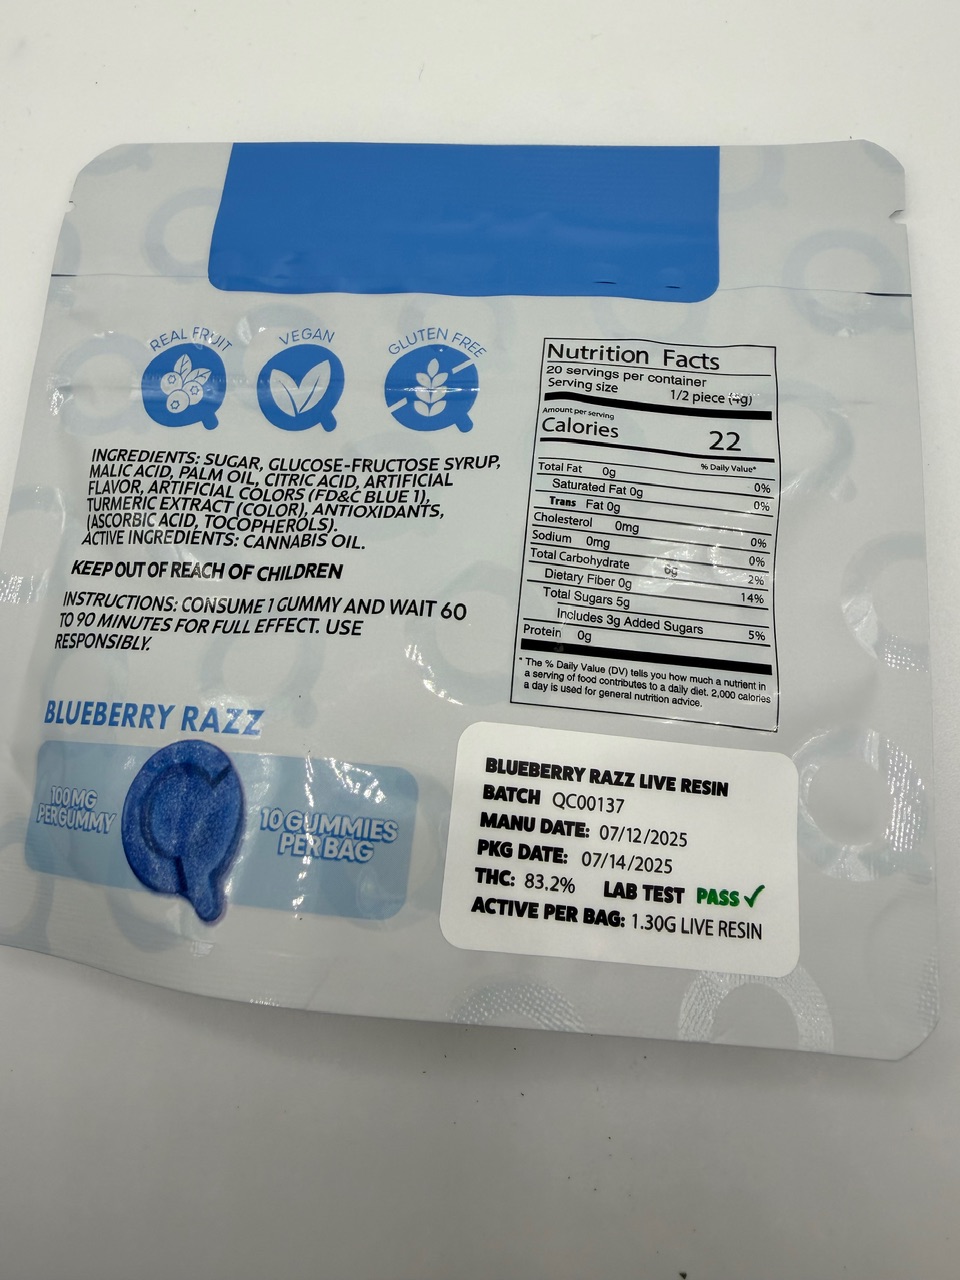 REAL FRUIT
VEGAN
GLUTEN FREE
INGREDIENTS: SUGAR, GLUCOSE-FRUCTOSE SYRUP,
MALIC ACID, PALM OIL, CITRIC ACID, ARTIFICIAL
FLAVOR, ARTIFICIAL COLORS (FD&C BLUE 1),
TURMERIC EXTRACT (COLOR), ANTIOXIDANTS,
(ASCORBIC ACID, TOCOPHEROLS).
ACTIVE INGREDIENTS: CANNABIS OIL.
KEEP OUT OF REACH OF CHILDREN
INSTRUCTIONS: CONSUME 1 GUMMY AND WAIT 60
TO 90 MINUTES FOR FULL EFFECT. USE
RESPONSIBLY.
BLUEBERRY RAZZ
100MG
PER GUMMY
10 GUMMIES
PER BAG
Nutrition Facts
20 servings per container
Serving size 1/2 piece (4g)
Amount per serving
Calories 22
% Daily Value*
Total Fat 0g 0%
Saturated Fat 0g 0%
Trans Fat 0g
Cholesterol 0mg 0%
Sodium 0mg 0%
Total Carbohydrate 6g 2%
Dietary Fiber 0g 14%
Total Sugars 5g
Includes 3g Added Sugars 5%
Protein 0g
* The % Daily Value (DV) tells you how much a nutrient in
a serving of food contributes to a daily diet. 2,000 calories
a day is used for general nutrition advice.
BLUEBERRY RAZZ LIVE RESIN
BATCH QC00137
MANU DATE: 07/12/2025
PKG DATE: 07/14/2025
THC: 83.2% LAB TEST PASS✓
ACTIVE PER BAG: 1.30G LIVE RESIN